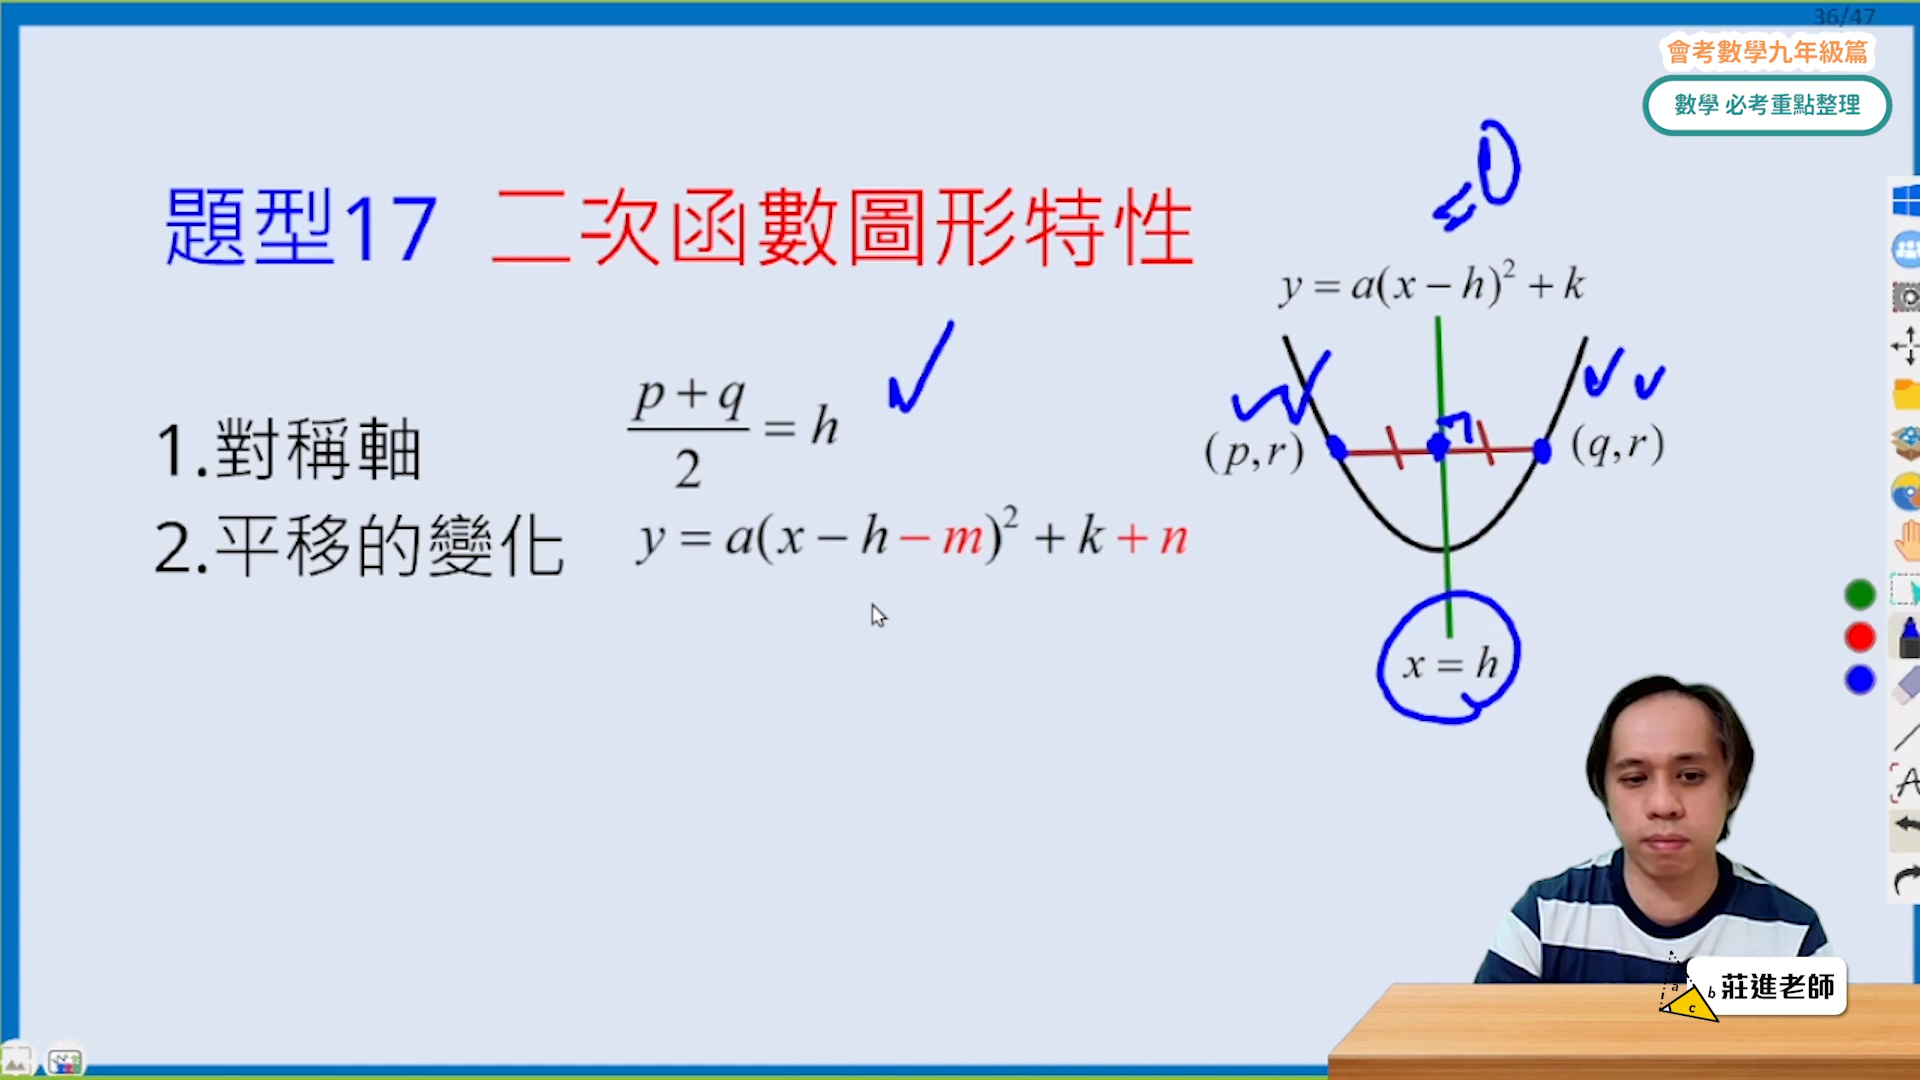 36/47
會考數學九年級篇
數學 必考重點整理
題型17 二次函數圖形特性
=0
y = a(x − h)² + k
1.對稱軸 (p + q)/2 = h
(p,r) (q,r)
2.平移的變化 y = a(x − h − m)² + k + n
x = h
莊進老師
a b c